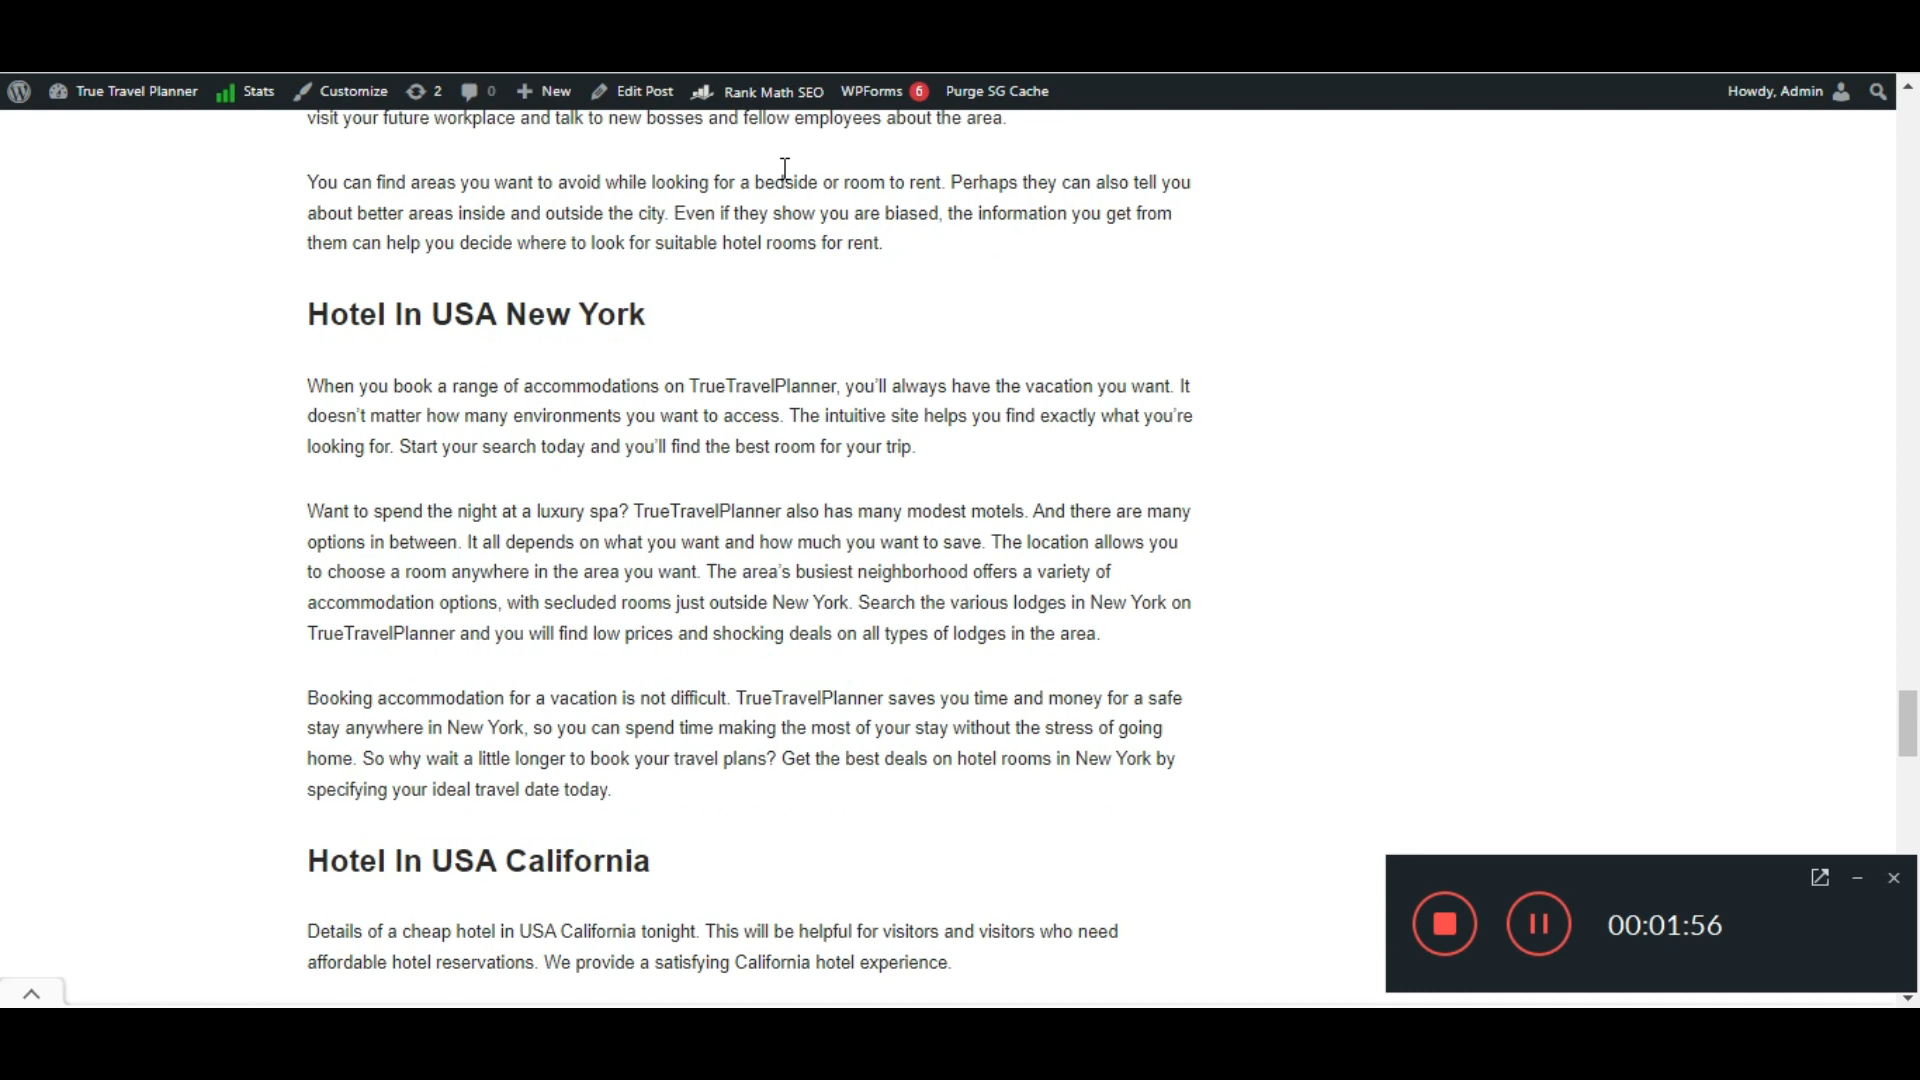 True Travel Planner Stats Customize 2 0 New Edit Post Rank Math SEO WPForms 6 Purge SG Cache Howdy, Admin
visit your future workplace and talk to new bosses and fellow employees about the area.
You can find areas you want to avoid while looking for a bedside or room to rent. Perhaps they can also tell you
about better areas inside and outside the city. Even if they show you are biased, the information you get from
them can help you decide where to look for suitable hotel rooms for rent.
Hotel In USA New York
When you book a range of accommodations on TrueTravelPlanner, you’ll always have the vacation you want. It
doesn’t matter how many environments you want to access. The intuitive site helps you find exactly what you’re
looking for. Start your search today and you’ll find the best room for your trip.
Want to spend the night at a luxury spa? TrueTravelPlanner also has many modest motels. And there are many
options in between. It all depends on what you want and how much you want to save. The location allows you
to choose a room anywhere in the area you want. The area’s busiest neighborhood offers a variety of
accommodation options, with secluded rooms just outside New York. Search the various lodges in New York on
TrueTravelPlanner and you will find low prices and shocking deals on all types of lodges in the area.
Booking accommodation for a vacation is not difficult. TrueTravelPlanner saves you time and money for a safe
stay anywhere in New York, so you can spend time making the most of your stay without the stress of going
home. So why wait a little longer to book your travel plans? Get the best deals on hotel rooms in New York by
specifying your ideal travel date today.
Hotel In USA California
Details of a cheap hotel in USA California tonight. This will be helpful for visitors and visitors who need
affordable hotel reservations. We provide a satisfying California hotel experience.
00:01:56